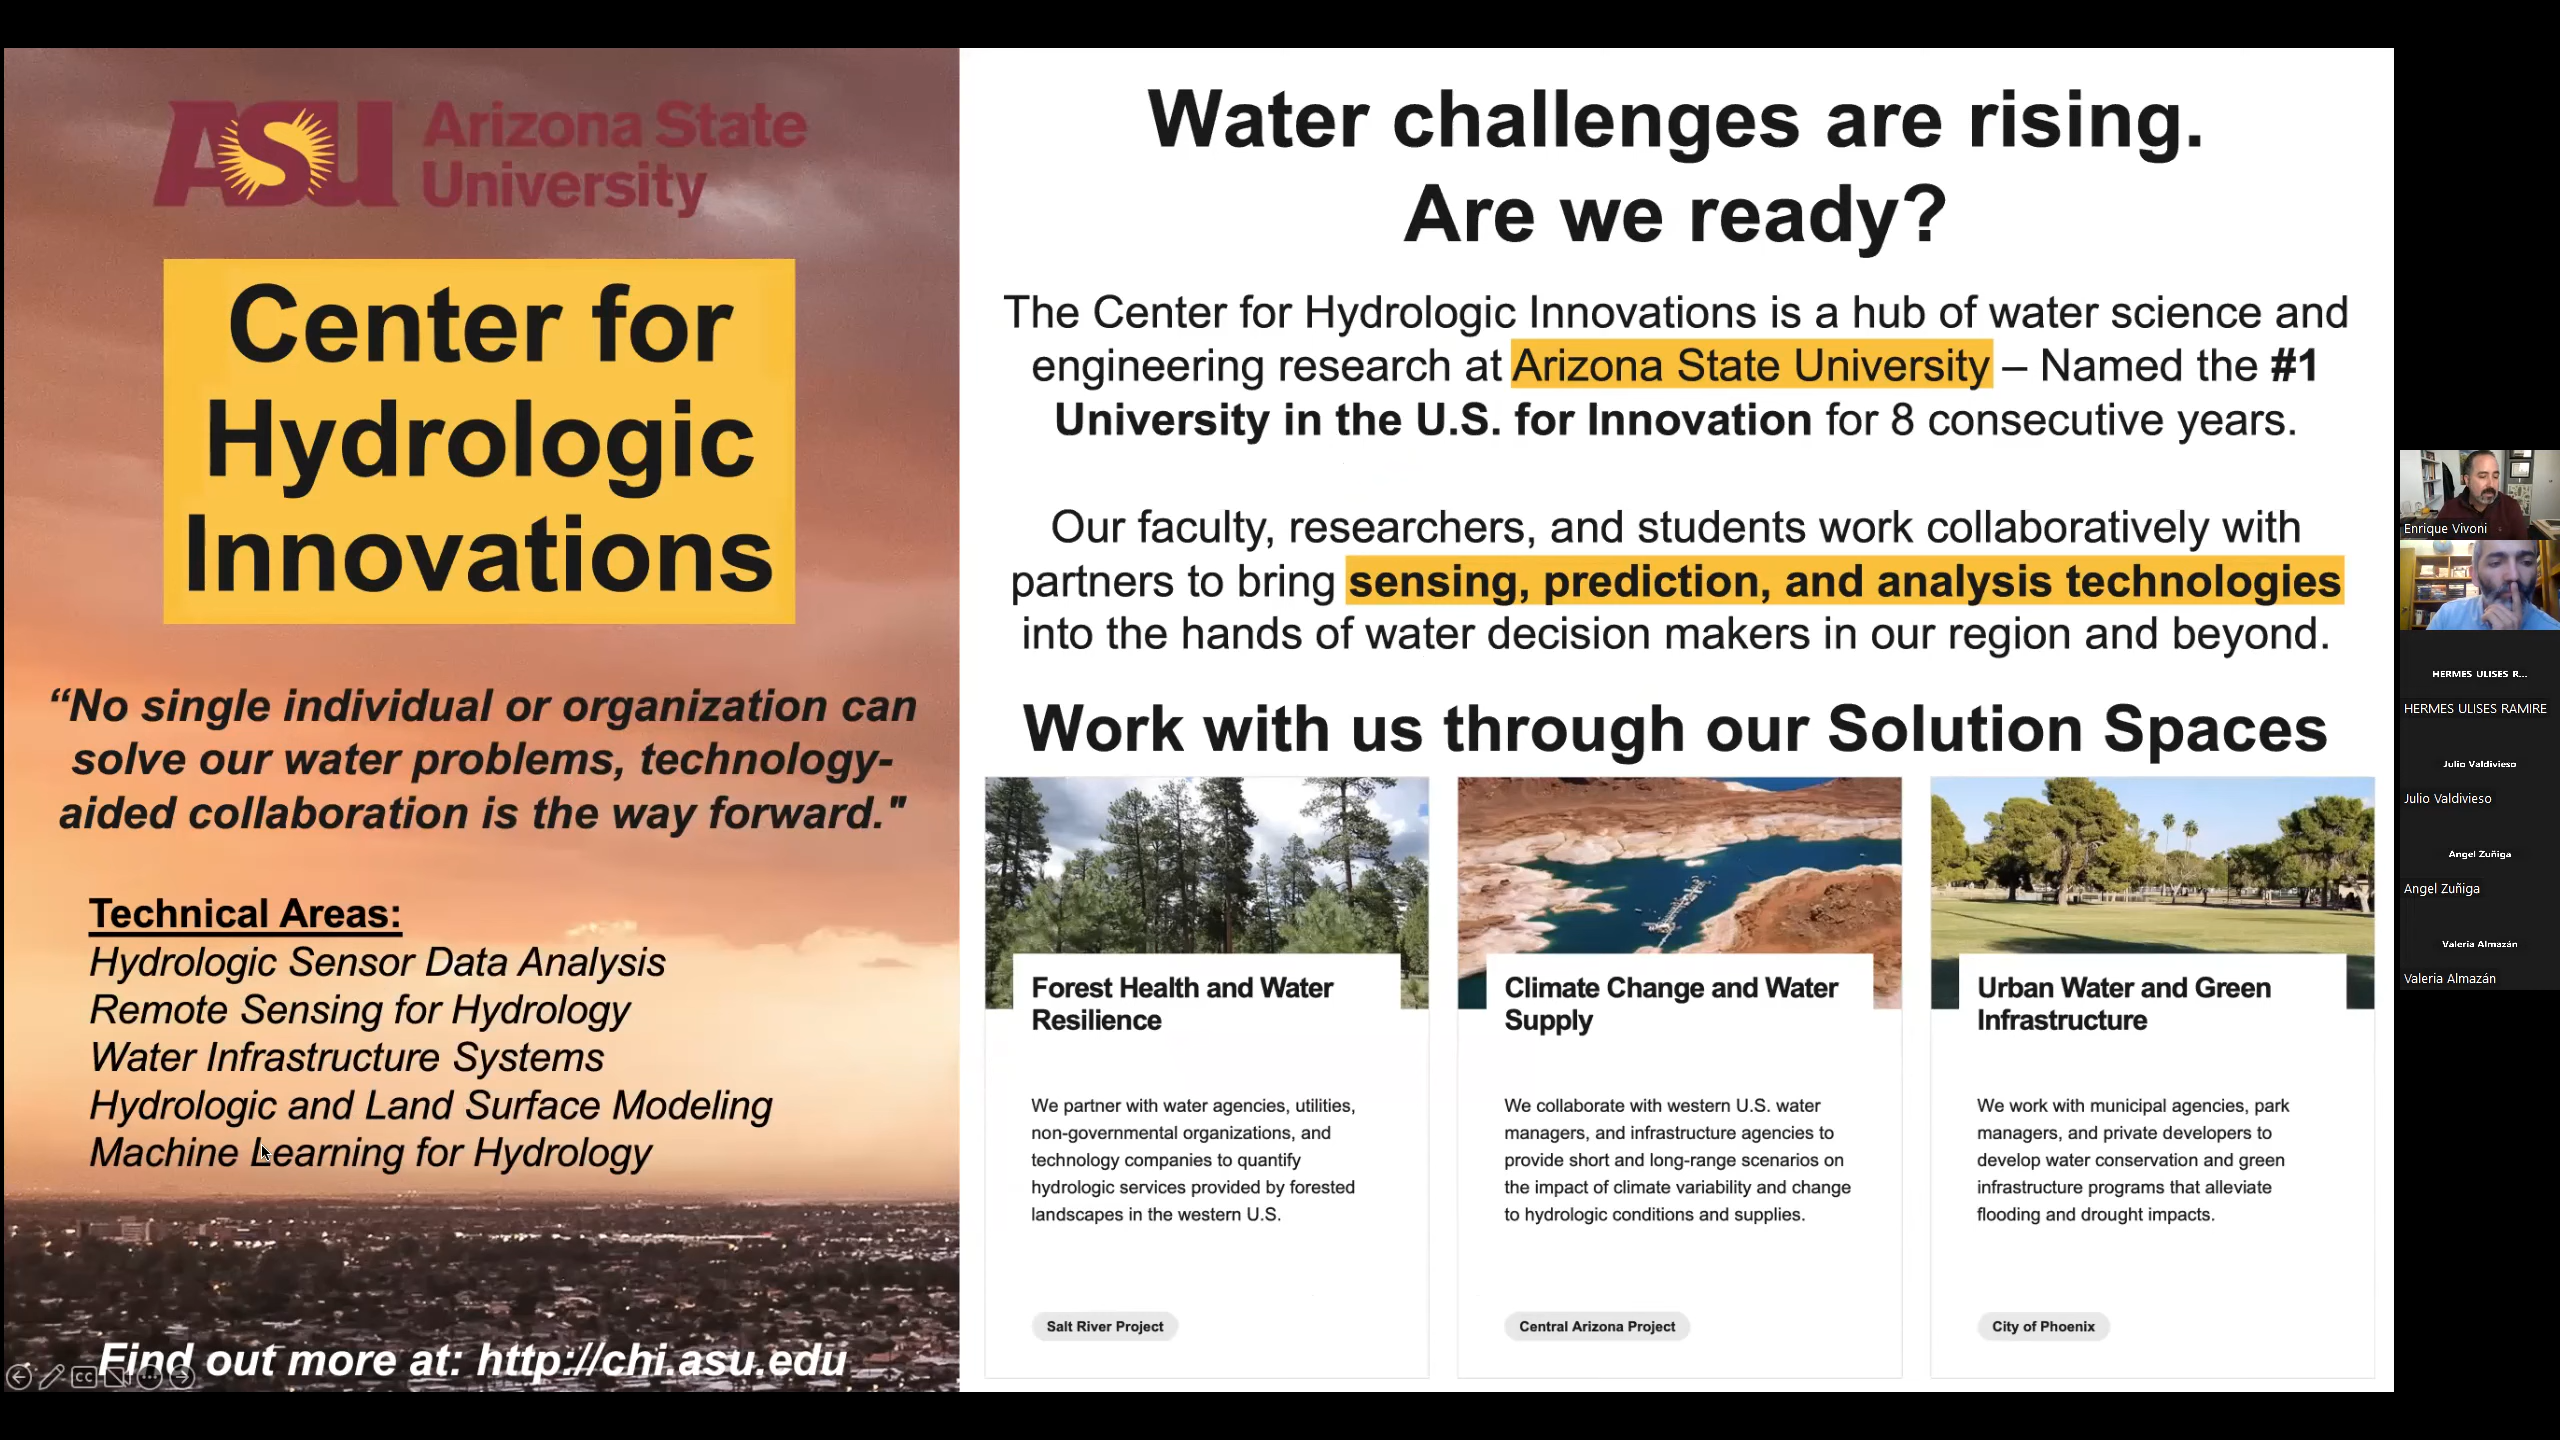 ASU Arizona State
University
Center for
Hydrologic
Innovations
“No single individual or organization can
solve our water problems, technology-
aided collaboration is the way forward."
Technical Areas:
Hydrologic Sensor Data Analysis
Remote Sensing for Hydrology
Water Infrastructure Systems
Hydrologic and Land Surface Modeling
Machine Learning for Hydrology
Find out more at: http://chi.asu.edu
CC
Water challenges are rising.
Are we ready?
The Center for Hydrologic Innovations is a hub of water science and
engineering research at Arizona State University – Named the #1
University in the U.S. for Innovation for 8 consecutive years.
Our faculty, researchers, and students work collaboratively with
partners to bring sensing, prediction, and analysis technologies
into the hands of water decision makers in our region and beyond.
Work with us through our Solution Spaces
Forest Health and Water
Resilience
We partner with water agencies, utilities,
non-governmental organizations, and
technology companies to quantify
hydrologic services provided by forested
landscapes in the western U.S.
Salt River Project
Climate Change and Water
Supply
We collaborate with western U.S. water
managers, and infrastructure agencies to
provide short and long-range scenarios on
the impact of climate variability and change
to hydrologic conditions and supplies.
Central Arizona Project
Urban Water and Green
Infrastructure
We work with municipal agencies, park
managers, and private developers to
develop water conservation and green
infrastructure programs that alleviate
flooding and drought impacts.
City of Phoenix
Enrique Vivoni
HERMES ULISES R...
HERMES ULISES RAMIRE
Julio Valdivieso
Julio Valdivieso
Angel Zuñiga
Angel Zuñiga
Valeria Almazán
Valeria Almazán